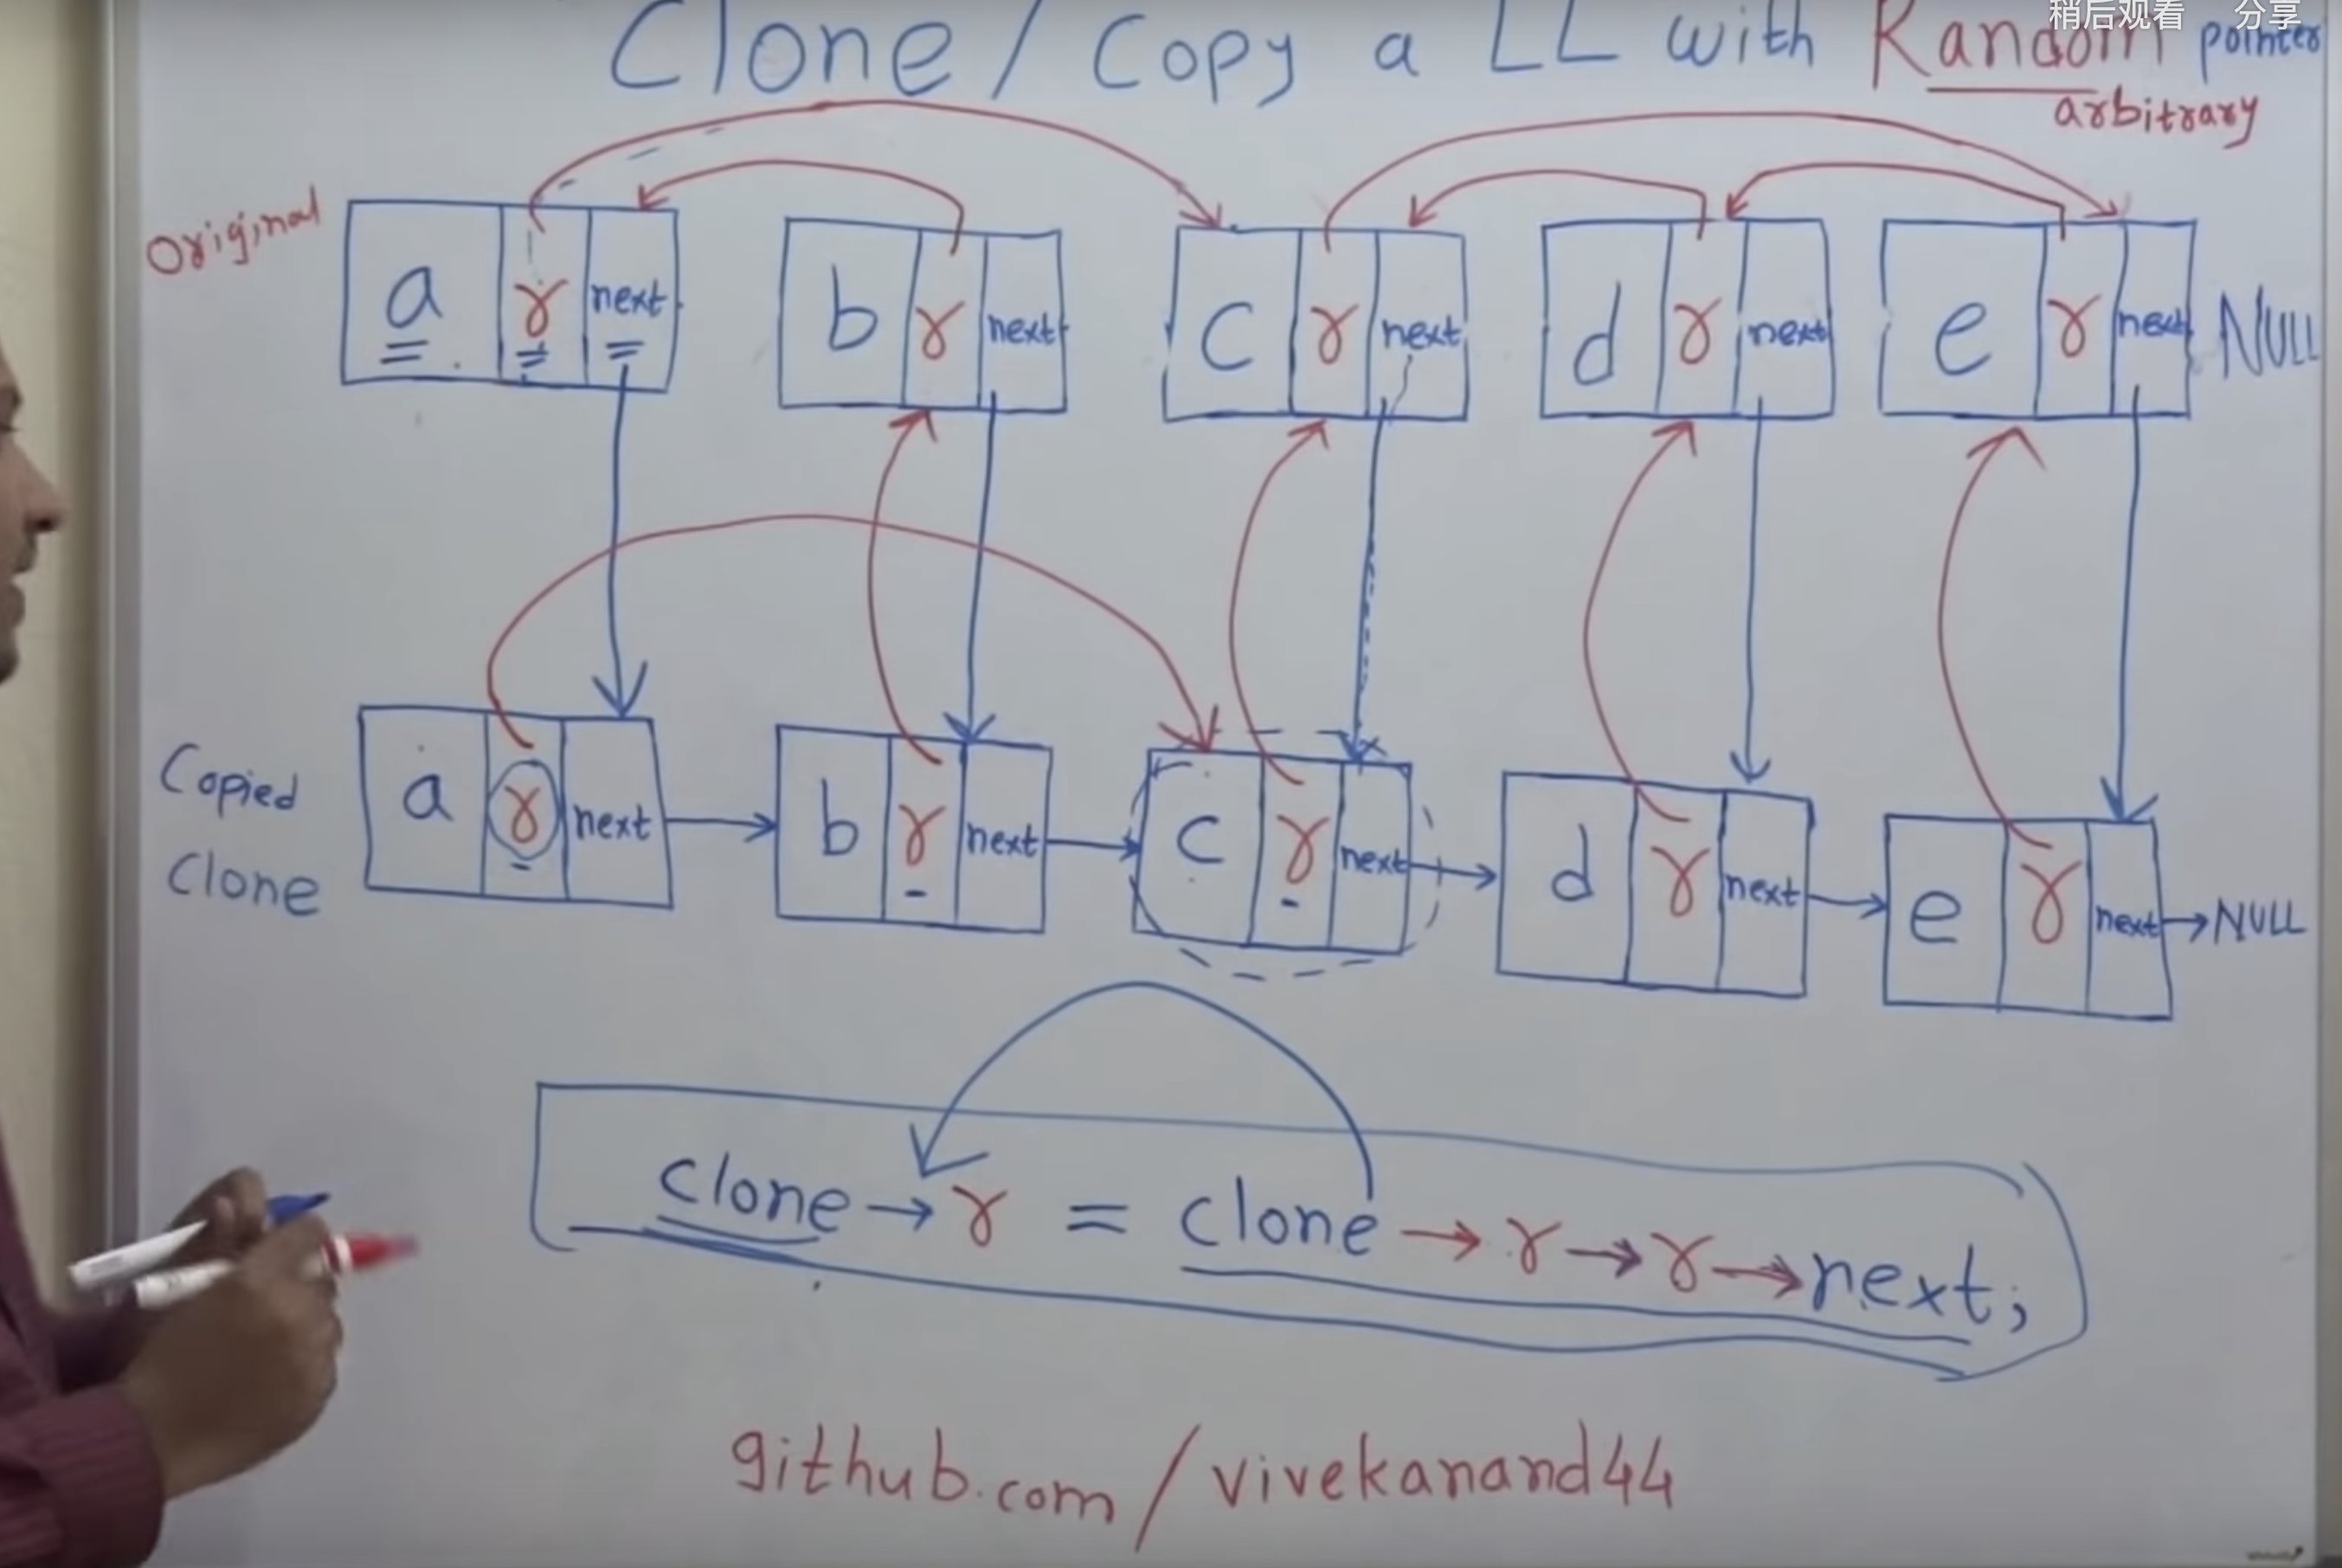 稍后观看 分享
Clone / Copy a LL with Random pointer
arbitrary
Original
a r next
b r next
c r next
d r next
e r next NULL
Copied
Clone
a r next
b r next
c r next
d r next
e r next → NULL
clone → r = clone → r → r → next;
github.com/vivekanand44